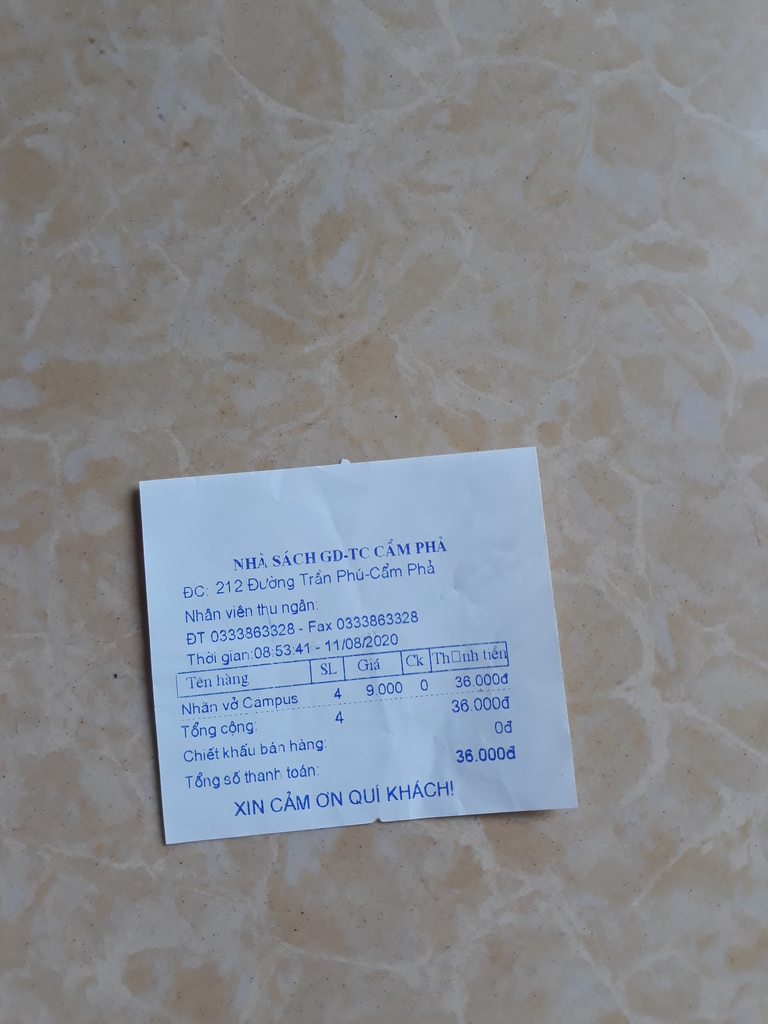 NHÀ SÁCH GD-TC CẨM PHẢ
ĐC: 212 Đường Trần Phú-Cẩm Phả
Nhân viên thu ngân:
ĐT 0333863328 - Fax 0333863328
Thời gian:08:53:41 - 11/08/2020
Tên hàng SL Giá Ck Th□nh tiền
Nhãn vở Campus 4 9.000 0 36.000đ
Tổng cộng: 4 36.000đ
Chiết khấu bán hàng: 0đ
Tổng số thanh toán: 36.000đ
XIN CẢM ƠN QUÍ KHÁCH!